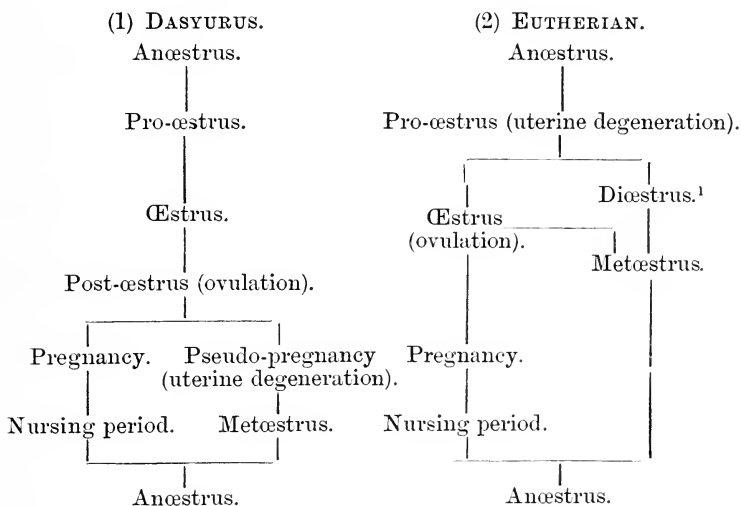 (1) DASYURUS.
Anœstrus.
Pro-œstrus.
Œstrus.
Post-œstrus (ovulation).
Pregnancy. Pseudo-pregnancy
(uterine degeneration).
Nursing period. Metœstrus.
Anœstrus.
(2) EUTHERIAN.
Anœstrus.
Pro-œstrus (uterine degeneration).
Diœstrus.¹
Œstrus
(ovulation).
Metœstrus.
Pregnancy.
Nursing period.
Anœstrus.